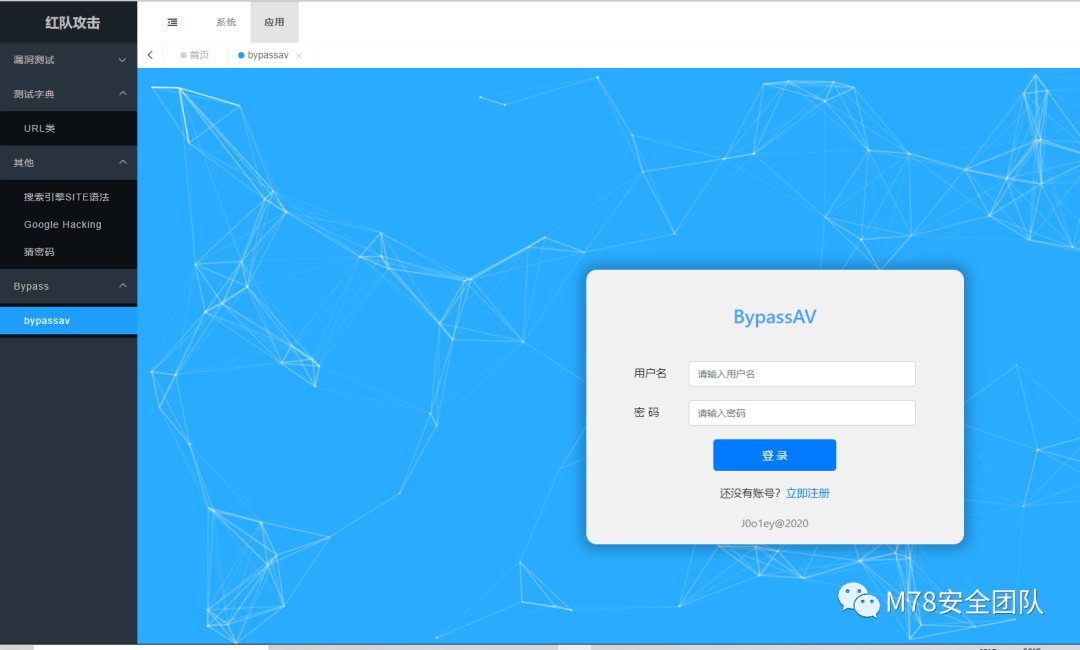 红队攻击
系统
应用
漏洞测试
测试字典
URL类
其他
搜索引擎SITE语法
Google Hacking
猜密码
Bypass
bypassav
首页
bypassav
BypassAV
用户名
请输入用户名
密 码
请输入密码
登 录
还没有账号? 立即注册
J0o1ey@2020
M78安全团队